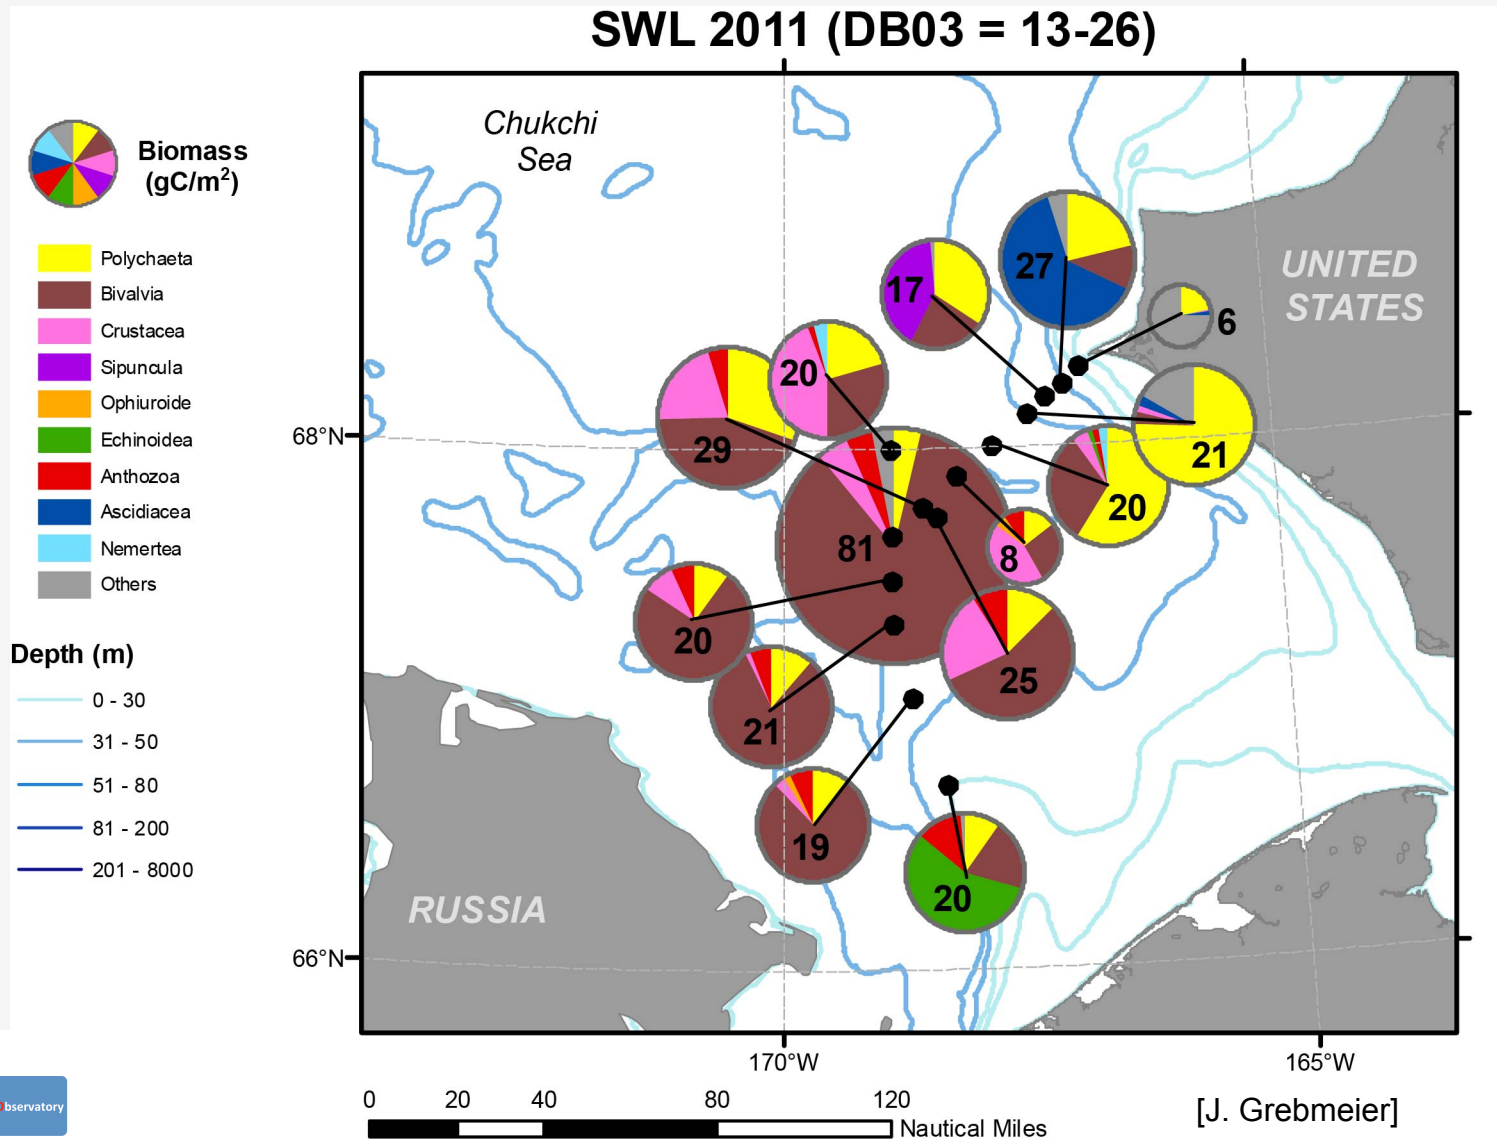 SWL 2011 (DB03 = 13-26)
Biomass
(gC/m²)
Polychaeta
Bivalvia
Crustacea
Sipuncula
Ophiuroide
Echinoidea
Anthozoa
Ascidiacea
Nemertea
Others
Depth (m)
0 - 30
31 - 50
51 - 80
81 - 200
201 - 8000
Chukchi
Sea
UNITED
STATES
RUSSIA
27
17
6
20
29
21
20
81
8
20
25
21
19
20
68°N
66°N
170°W
165°W
0 20 40 80 120
Nautical Miles
[J. Grebmeier]
bservatory